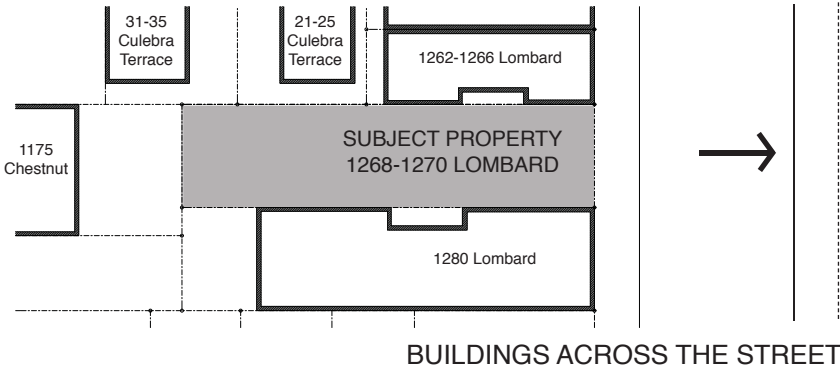 31-35
Culebra
Terrace
21-25
Culebra
Terrace
1262-1266 Lombard
1175
Chestnut
SUBJECT PROPERTY
1268-1270 LOMBARD
1280 Lombard
BUILDINGS ACROSS THE STREET